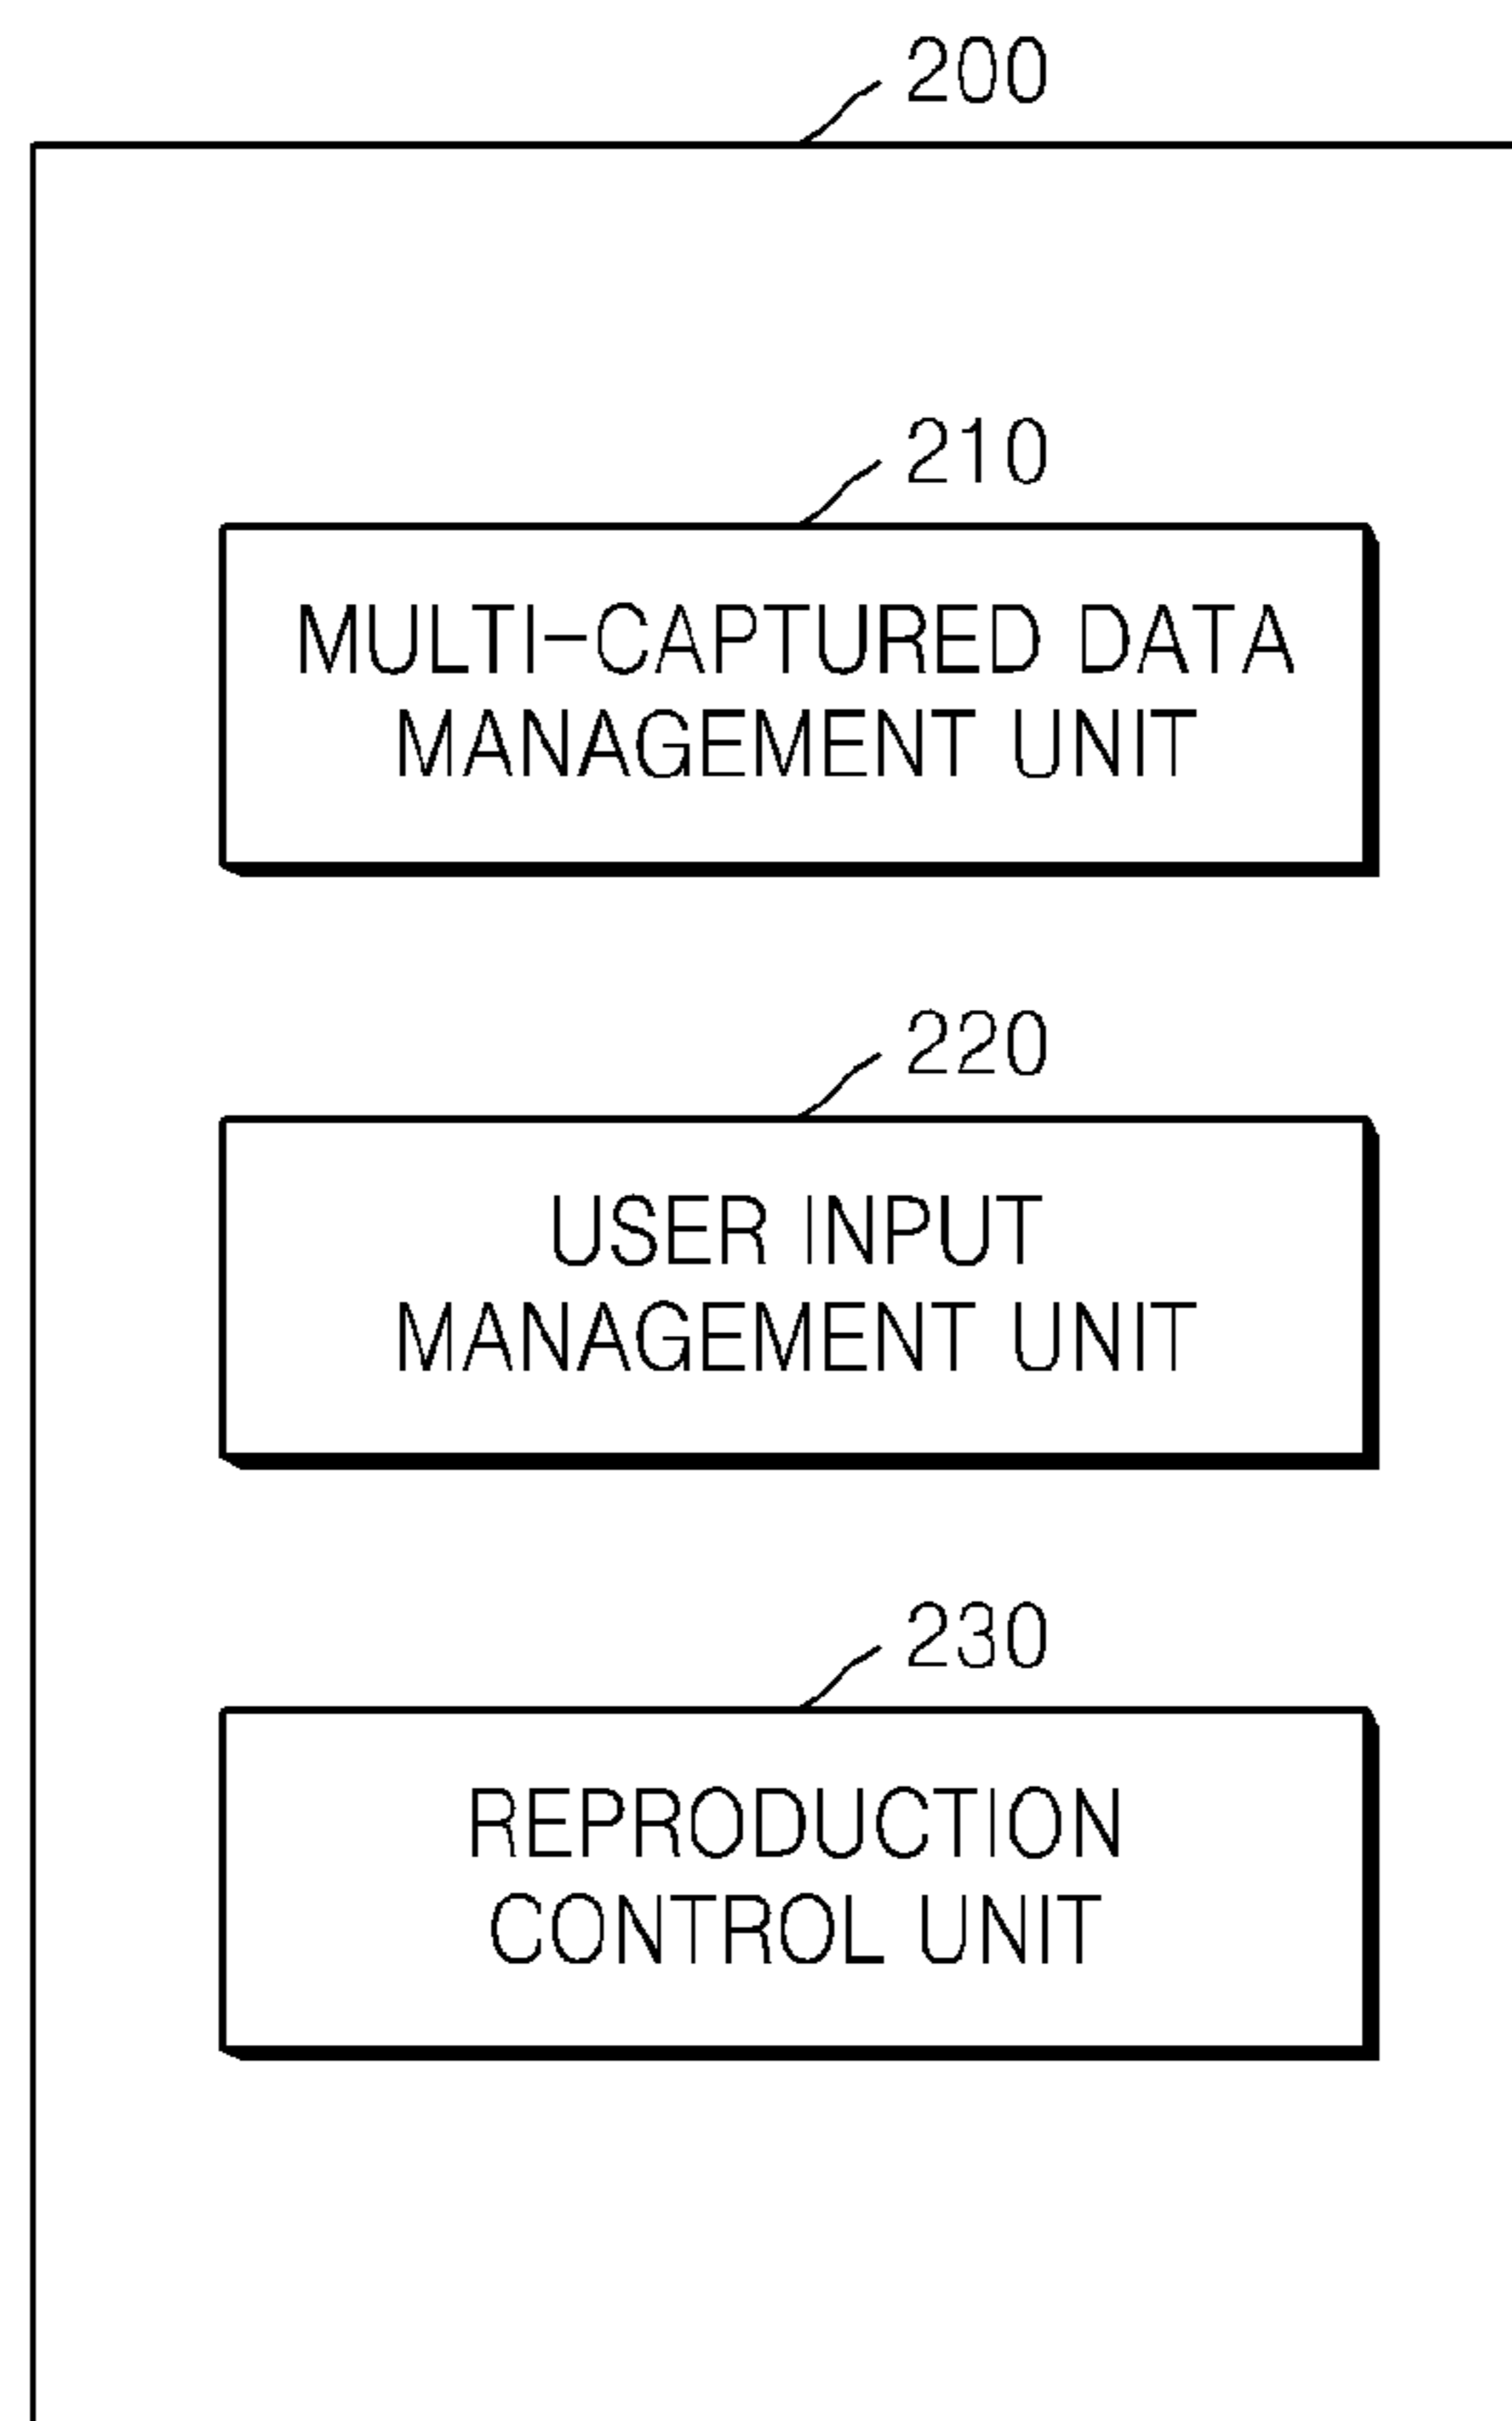 200
210
MULTI-CAPTURED DATA
MANAGEMENT UNIT
220
USER INPUT
MANAGEMENT UNIT
230
REPRODUCTION
CONTROL UNIT